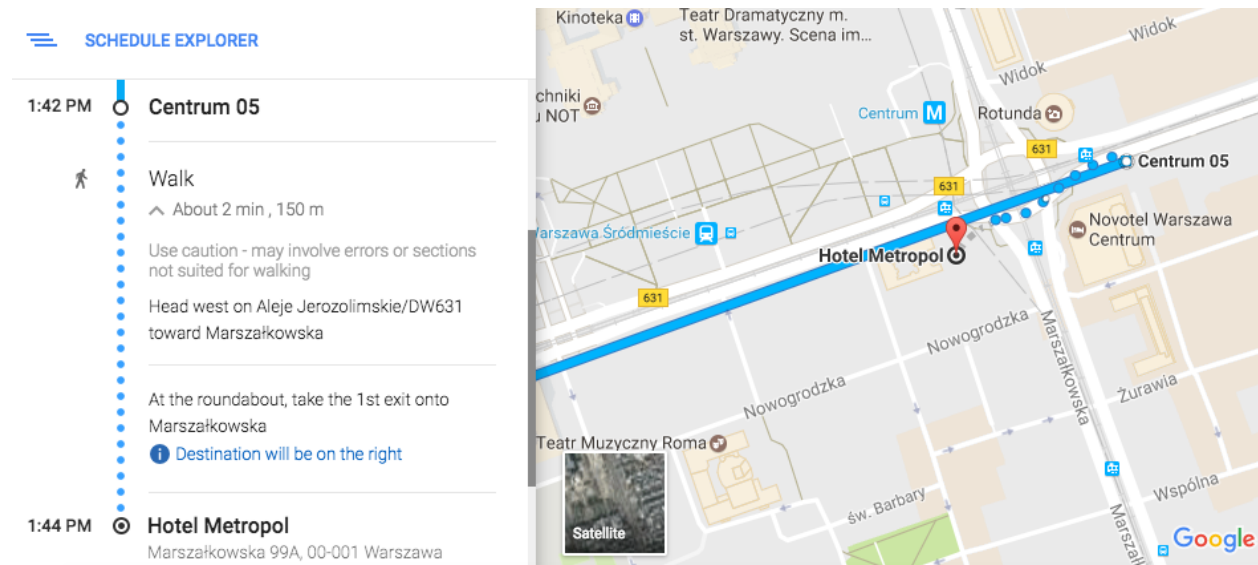 SCHEDULE EXPLORER
1:42 PM Centrum 05
Walk
About 2 min , 150 m
Use caution - may involve errors or sections
not suited for walking
Head west on Aleje Jerozolimskie/DW631
toward Marszałkowska
At the roundabout, take the 1st exit onto
Marszałkowska
Destination will be on the right
1:44 PM Hotel Metropol
Marszałkowska 99A, 00-001 Warszawa
Kinoteka
Teatr Dramatyczny m.
st. Warszawy. Scena im...
Widok
Widok
chniki
NOT
Centrum M
Rotunda
631
Centrum 05
631
Novotel Warszawa
Centrum
Warszawa Śródmieście
Hotel Metropol
631
Nowogrodzka
Marszałkowska
Nowogrodzka
Żurawia
Teatr Muzyczny Roma
św. Barbary
Wspólna
Marszał
Satellite
Google